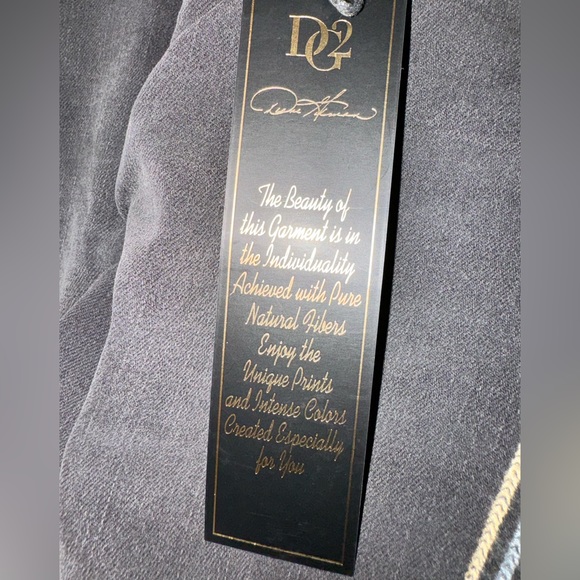 DG2
The Beauty of
this Garment is in
the Individuality
Achieved with Pure
Natural Fibers
Enjoy the
Unique Prints
and Intense Colors
Created Especially
for You